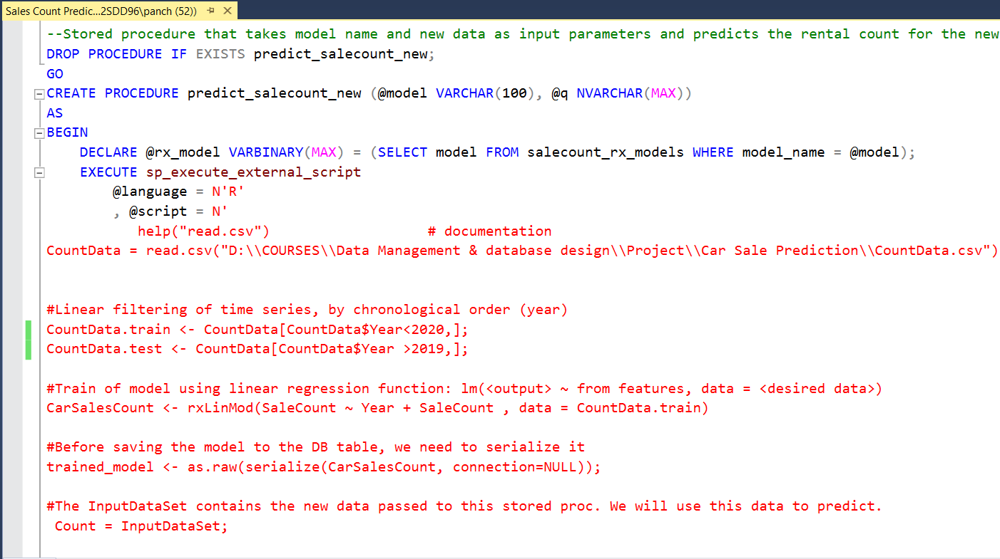 Sales Count Predic...2SDD96\panch (52))
--Stored procedure that takes model name and new data as input parameters and predicts the rental count for the new
DROP PROCEDURE IF EXISTS predict_salecount_new;
GO
CREATE PROCEDURE predict_salecount_new (@model VARCHAR(100), @q NVARCHAR(MAX))
AS
BEGIN
DECLARE @rx_model VARBINARY(MAX) = (SELECT model FROM salecount_rx_models WHERE model_name = @model);
EXECUTE sp_execute_external_script
@language = N'R'
, @script = N'
help("read.csv") # documentation
CountData = read.csv("D:\\COURSES\\Data Management & database design\\Project\\Car Sale Prediction\\CountData.csv")
#Linear filtering of time series, by chronological order (year)
CountData.train <- CountData[CountData$Year<2020,];
CountData.test <- CountData[CountData$Year >2019,];
#Train of model using linear regression function: lm(<output> ~ from features, data = <desired data>)
CarSalesCount <- rxLinMod(SaleCount ~ Year + SaleCount , data = CountData.train)
#Before saving the model to the DB table, we need to serialize it
trained_model <- as.raw(serialize(CarSalesCount, connection=NULL));
#The InputDataSet contains the new data passed to this stored proc. We will use this data to predict.
Count = InputDataSet;